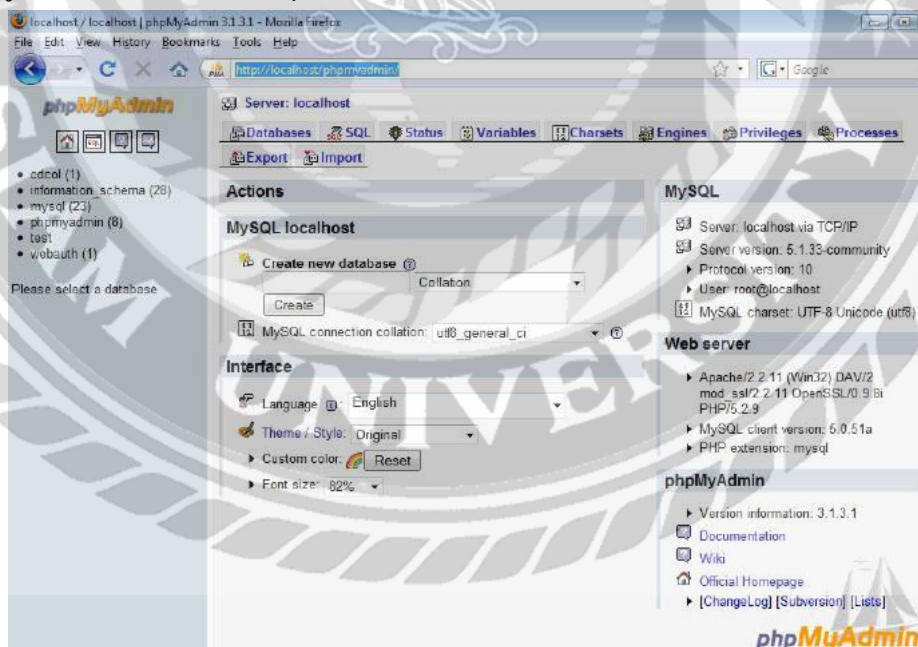 localhost / localhost | phpMyAdmin 3.1.3.1 - Mozilla Firefox
File Edit View History Bookmarks Tools Help
http://localhost/phpmyadmin/
Google
phpMyAdmin
cdcol (1)
information_schema (28)
mysql (23)
phpmyadmin (8)
test
webauth (1)
Please select a database
Server: localhost
Databases SQL Status Variables Charsets Engines Privileges Processes
Export Import
Actions
MySQL localhost
Create new database
Collation
Create
MySQL connection collation: utf8_general_ci
Interface
Language: English
Theme / Style: Original
Custom color: Reset
Font size: 82%
MySQL
Server: localhost via TCP/IP
Server version: 5.1.33-community
Protocol version: 10
User: root@localhost
MySQL charset: UTF-8 Unicode (utf8)
Web server
Apache/2.2.11 (Win32) DAV/2
mod_ssl/2.2.11 OpenSSL/0.9.8i
PHP/5.2.9
MySQL client version: 5.0.51a
PHP extension: mysql
phpMyAdmin
Version information: 3.1.3.1
Documentation
Wiki
Official Homepage
[ChangeLog] [Subversion] [Lists]
phpMyAdmin